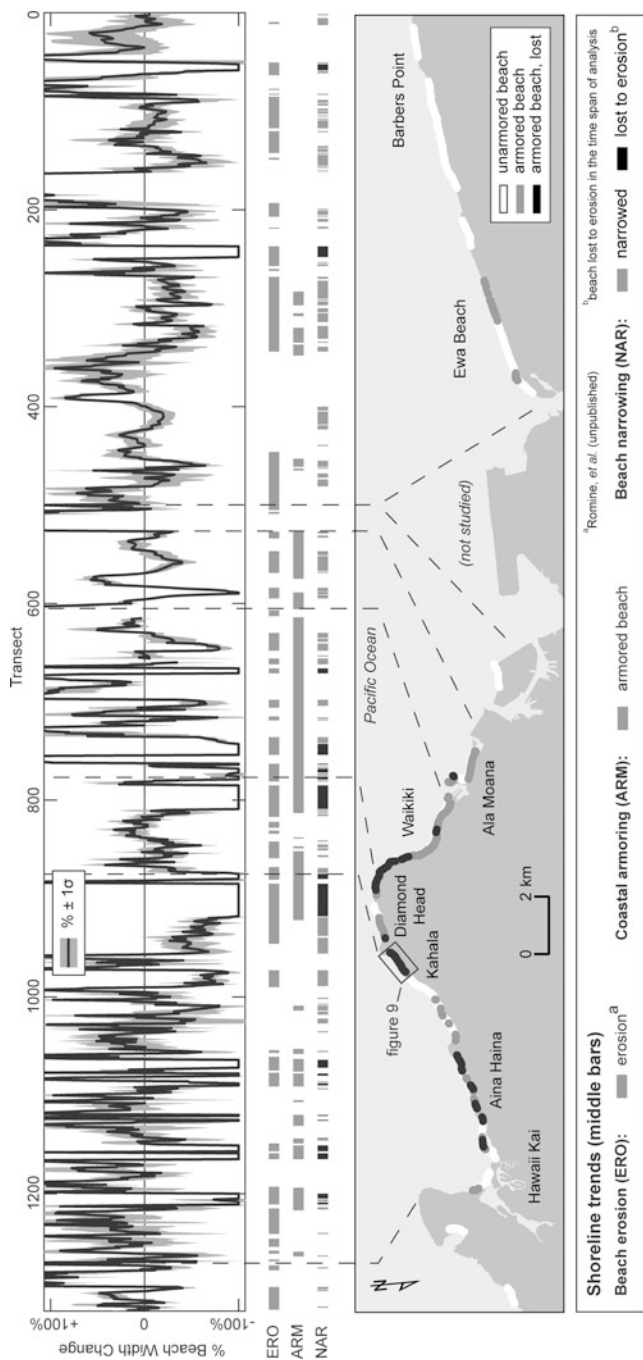 Transect
1200 1000 800 600 400 200 0
% ± 1σ
+100%
0
-100%
% Beach Width Change
ERO
ARM
NAR
N
figure 9
Pacific Ocean
(not studied)
Hawaii Kai
Aina Haina
Kahala
Diamond Head
Waikiki
Ala Moana
Ewa Beach
Barbers Point
0 2 km
unarmored beach
armored beach
armored beach, lost
Shoreline trends (middle bars)
a Romine, et al. (unpublished) b beach lost to erosion in the time span of analysis
Beach erosion (ERO): erosion a Coastal armoring (ARM): armored beach Beach narrowing (NAR): narrowed lost to erosion b